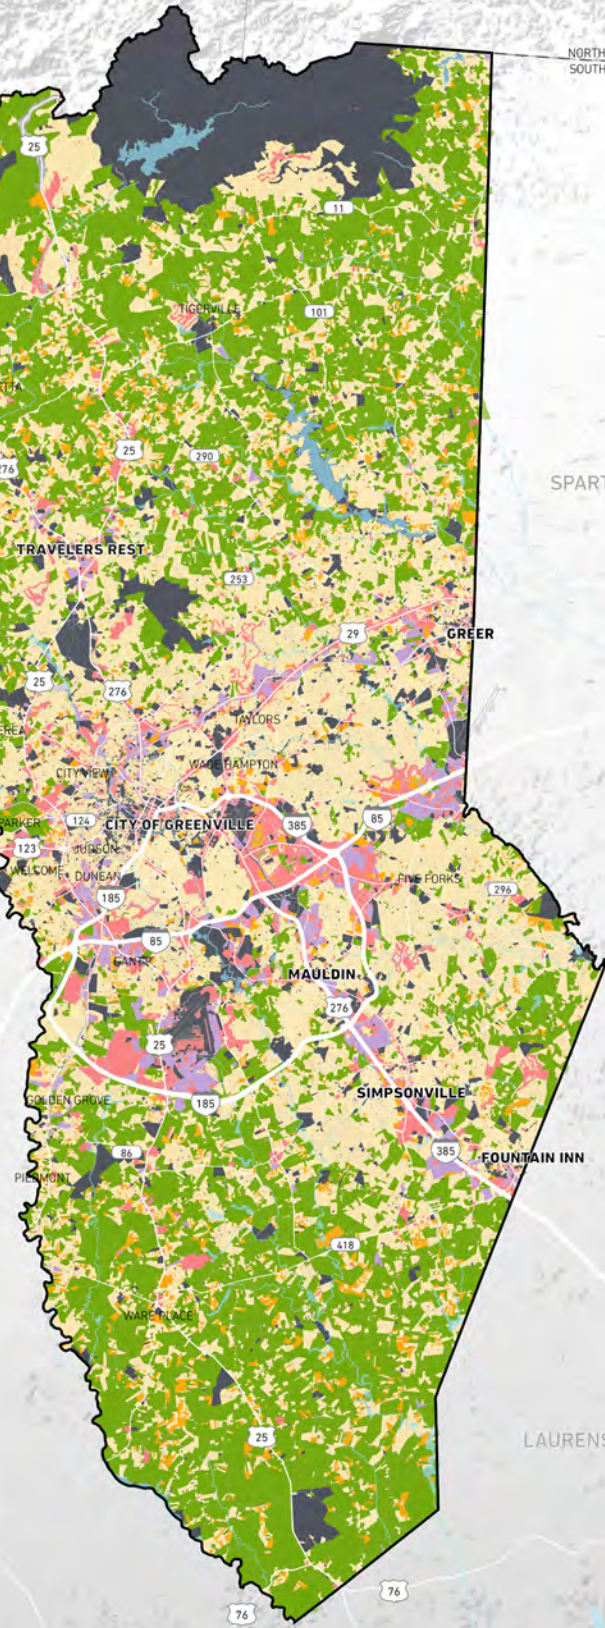 NORTH
SOUTH
25
11
TIGERVILLE
101
25
290
276
SPART
TRAVELERS REST
253
29
GREER
25
276
TAYLORS
EREA
CITY VIEW
WADE HAMPTON
PARKER
124
CITY OF GREENVILLE
385
85
123
JUDSON
WELCOME
DUNEAN
FIVE FORKS
296
185
85
GANTT
MAULDIN
276
25
SIMPSONVILLE
GOLDEN GROVE
185
385
86
FOUNTAIN INN
PIEDMONT
418
WARE PLACE
25
LAURENS
76
76